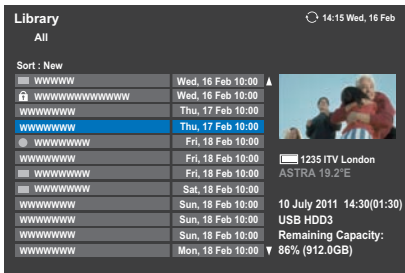 Library
14:15 Wed, 16 Feb
All
Sort : New
WWWWW Wed, 16 Feb 10:00
WWWWWWWWWWWW Wed, 16 Feb 10:00
WWWWWWW Thu, 17 Feb 10:00
WWWWWWW Thu, 17 Feb 10:00
WWWWWWW Fri, 18 Feb 10:00
WWWWWWW Fri, 18 Feb 10:00
WWWWWWW Fri, 18 Feb 10:00
WWWWWWW Sat, 18 Feb 10:00
WWWWWWW Sun, 18 Feb 10:00
WWWWWWW Sun, 18 Feb 10:00
WWWWWWW Sun, 18 Feb 10:00
WWWWWWW Mon, 18 Feb 10:00
1235 ITV London
ASTRA 19.2°E
10 July 2011 14:30(01:30)
USB HDD3
Remaining Capacity:
86% (912.0GB)